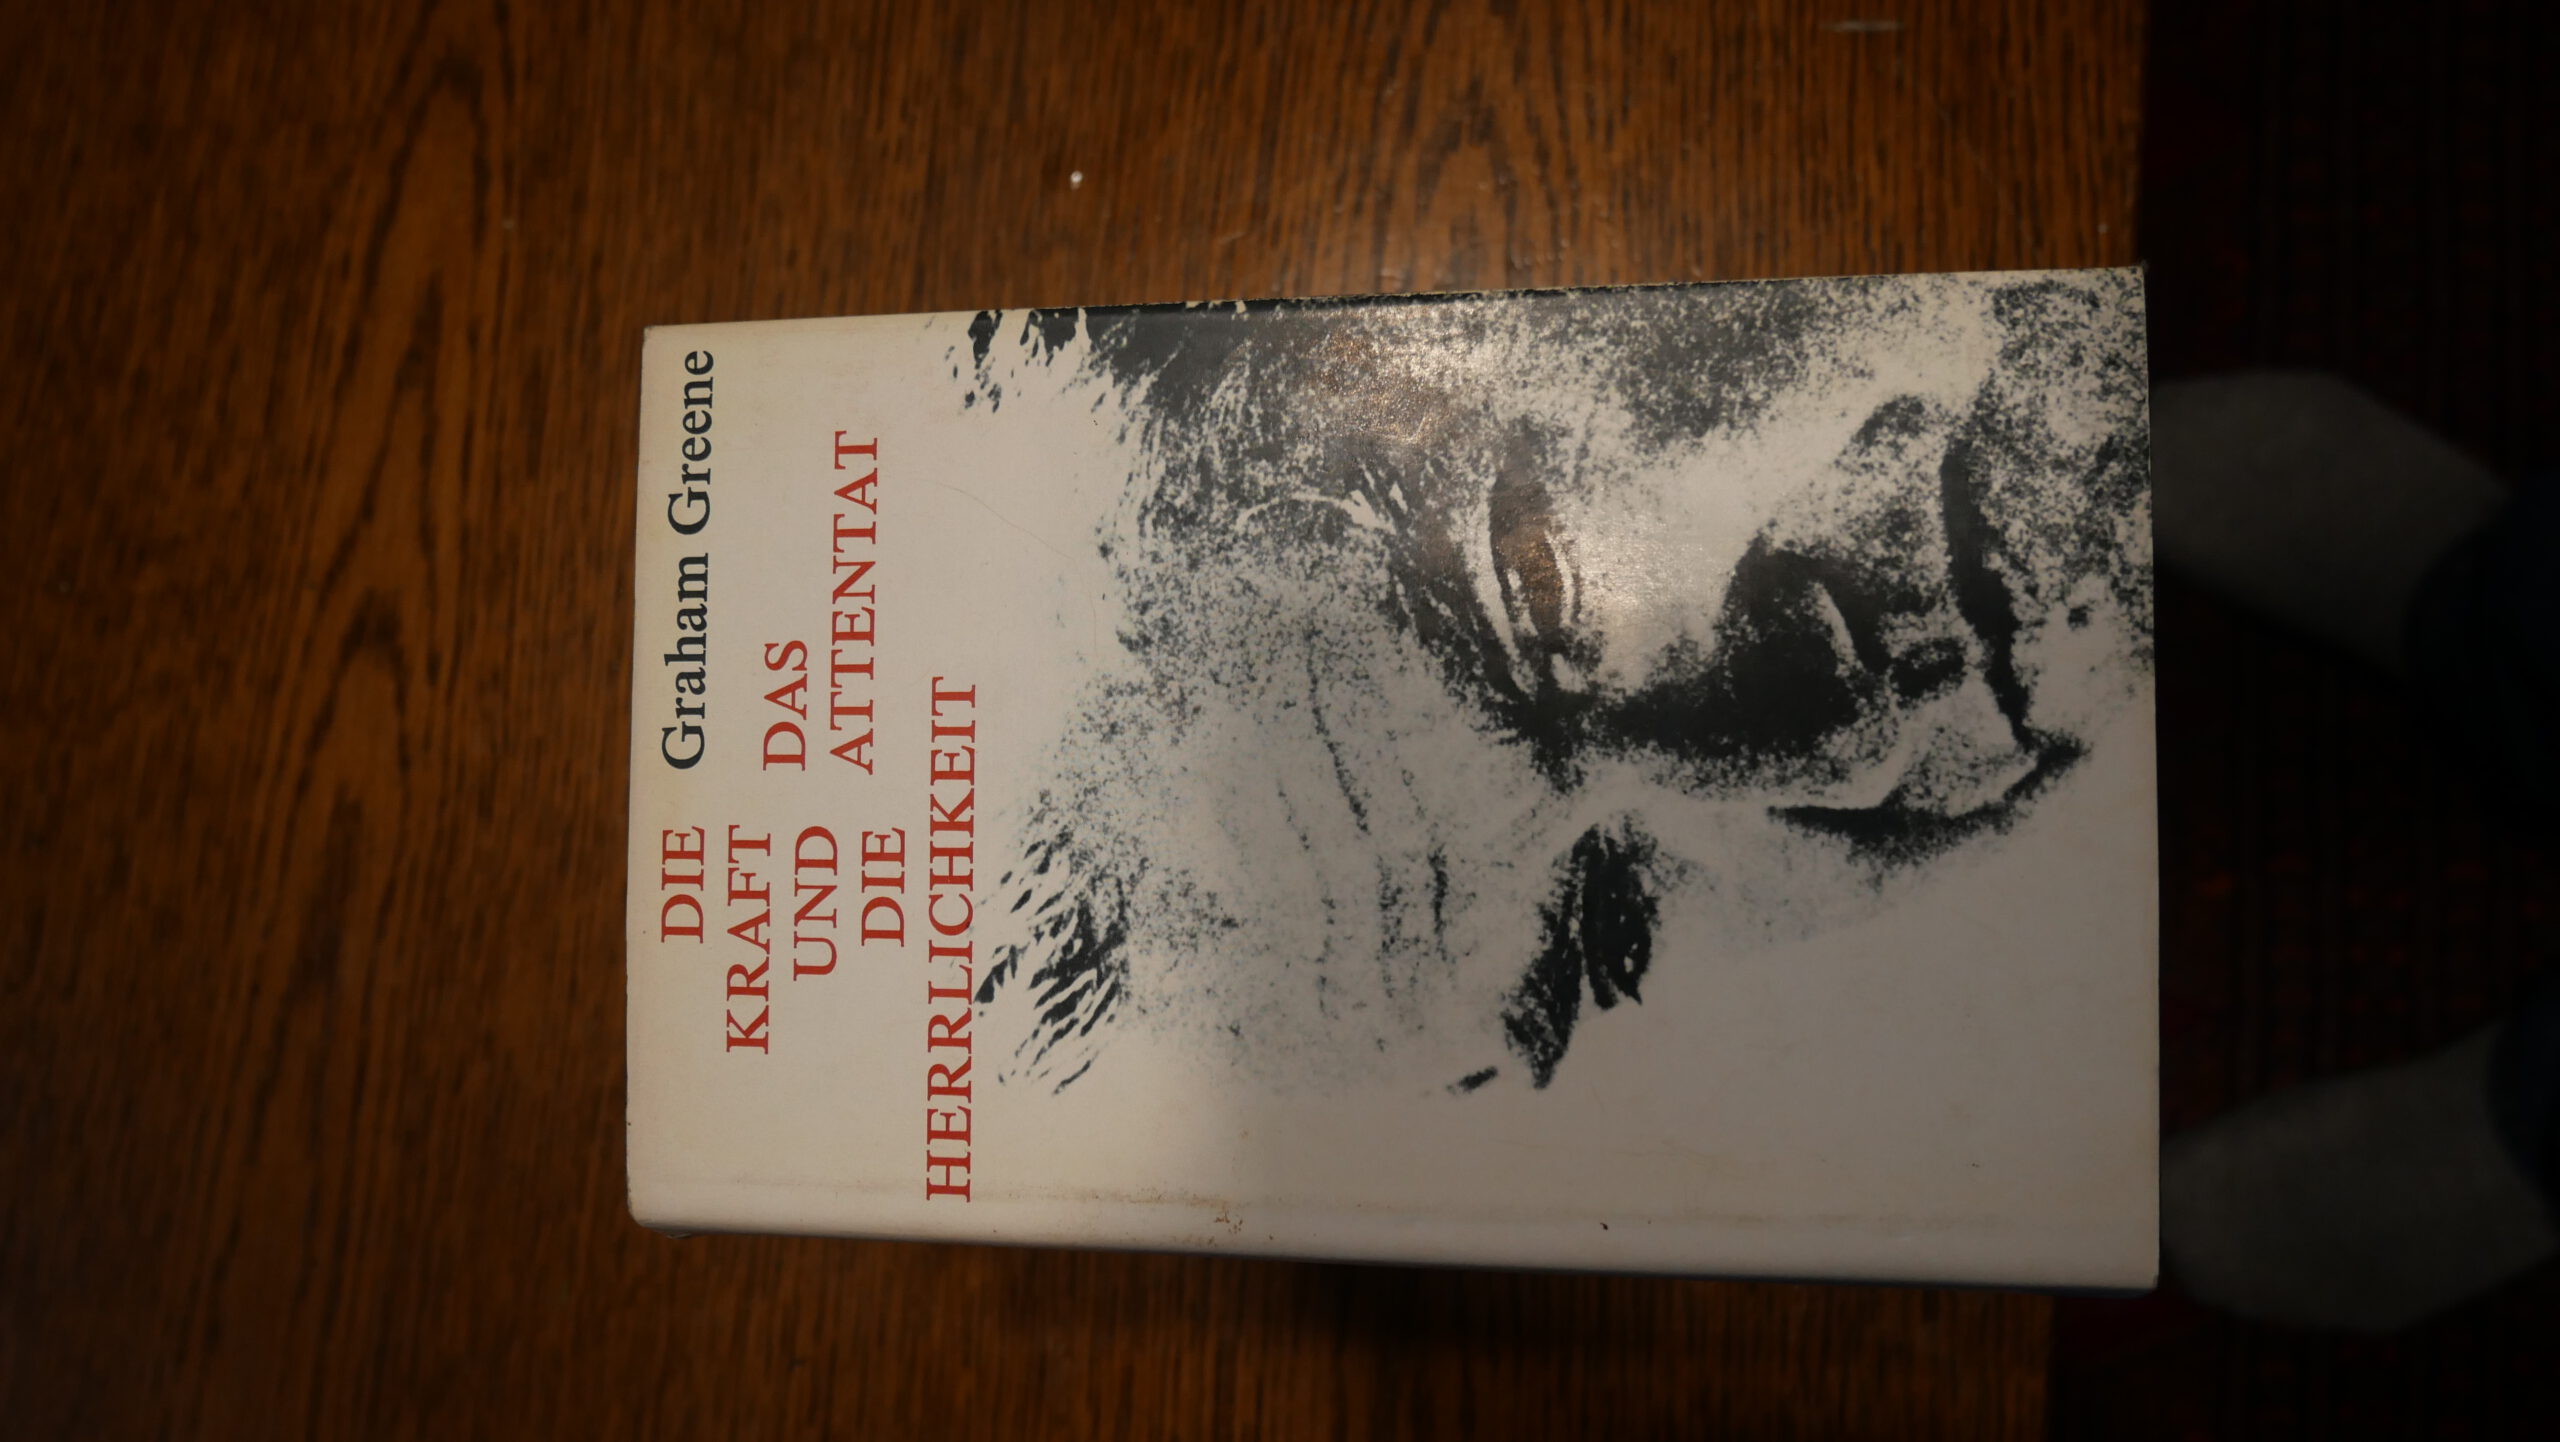 Graham Greene
DIE
KRAFT
UND
DIE
HERRLICHKEIT
DAS
ATTENTAT